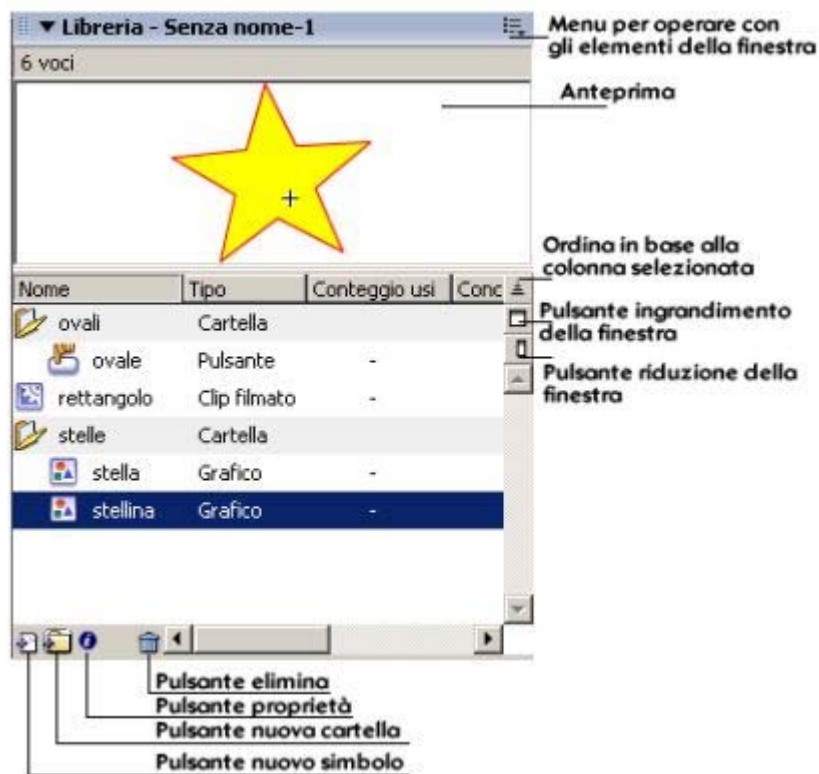 Libreria - Senza nome-1
Menu per operare con
gli elementi della finestra
6 voci
Anteprima
Ordina in base alla
colonna selezionata
Nome Tipo Conteggio usi Conc
Pulsante ingrandimento
della finestra
Pulsante riduzione della
finestra
ovali Cartella
ovale Pulsante -
rettangolo Clip filmato -
stelle Cartella
stella Grafico -
stellina Grafico -
Pulsante elimina
Pulsante proprietà
Pulsante nuova cartella
Pulsante nuovo simbolo